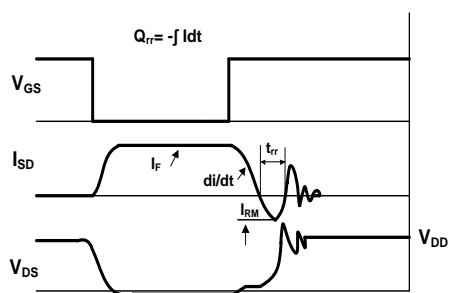 Qrr= -∫ Idt
VGS
trr
ISD
IF
di/dt
IRM
VDD
VDS